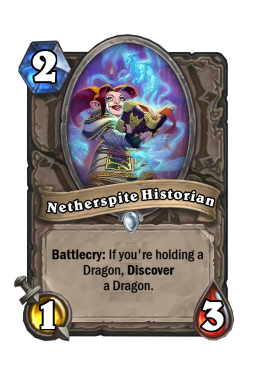 2
Netherspite Historian
Battlecry: If you're holding a
Dragon, Discover
a Dragon.
1
3